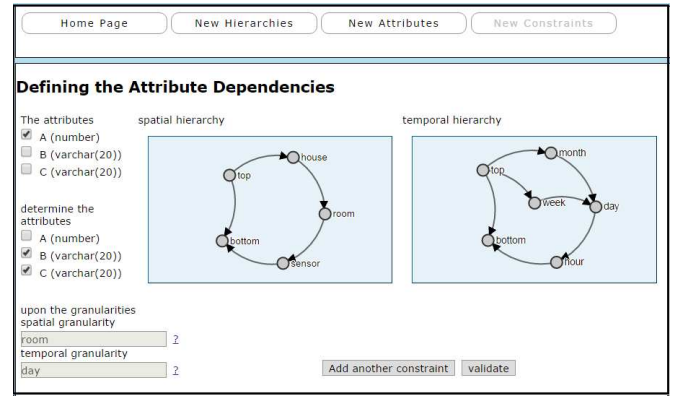 Home Page New Hierarchies New Attributes New Constraints
Defining the Attribute Dependencies
The attributes
A (number)
B (varchar(20))
C (varchar(20))
determine the
attributes
A (number)
B (varchar(20))
C (varchar(20))
spatial hierarchy
house
top
room
bottom
sensor
temporal hierarchy
month
top
week
day
bottom
hour
upon the granularities
spatial granularity
room ?
temporal granularity
day ?
Add another constraint validate